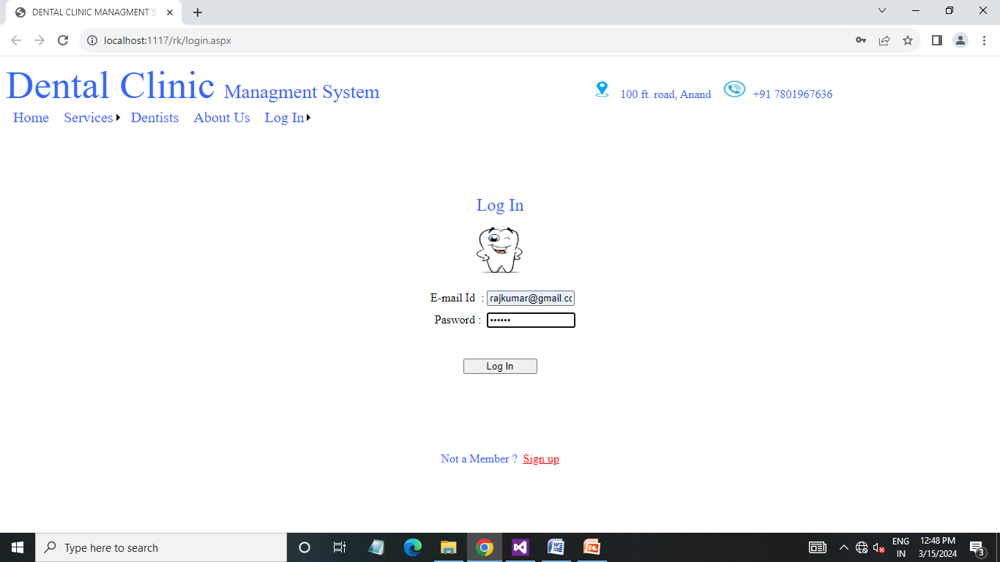 DENTAL CLINIC MANAGMENT S
localhost:1117/rk/login.aspx
Dental Clinic Managment System
100 ft. road, Anand
+91 7801967636
Home Services Dentists About Us Log In
Log In
E-mail Id : rajkumar@gmail.cc
Pasword : ••••••
Log In
Not a Member ? Sign up
Type here to search
ENG
IN
12:48 PM
3/15/2024
3